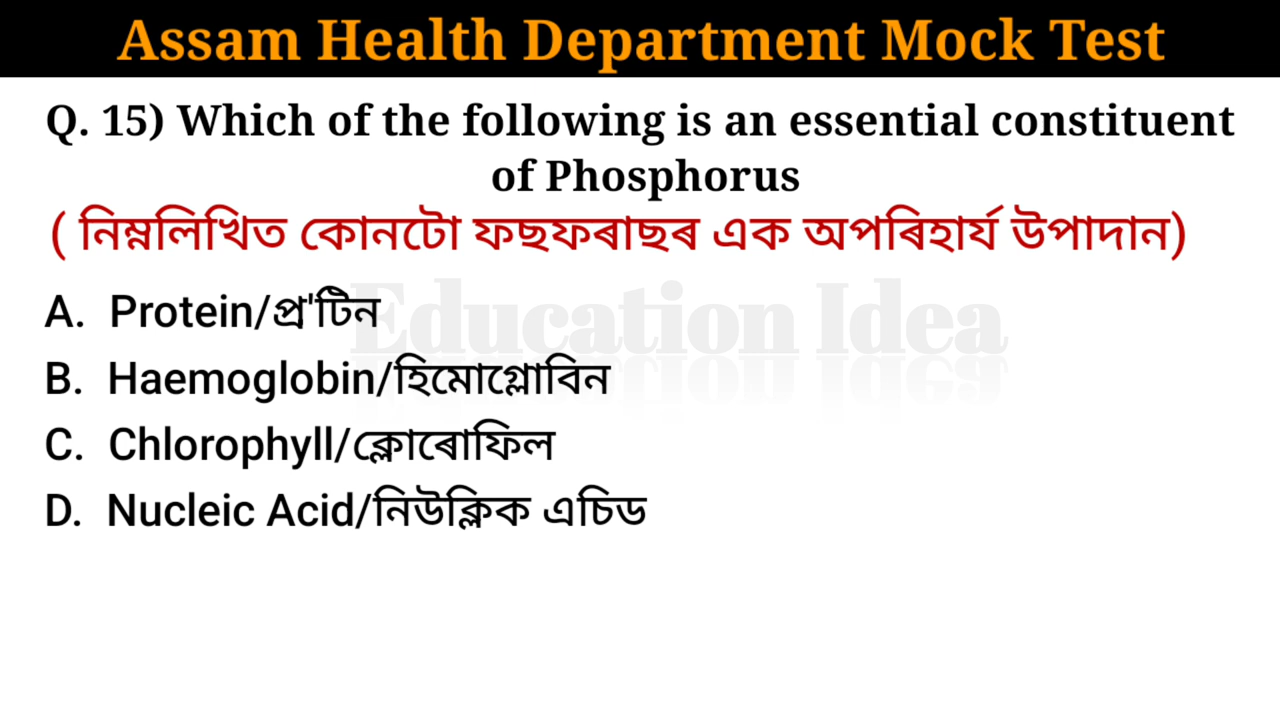 Assam Health Department Mock Test
Q. 15) Which of the following is an essential constituent
of Phosphorus
( নিম্নলিখিত কোনটো ফছফৰাছৰ এক অপৰিহাৰ্য উপাদান)
Education Idea
A. Protein/প্ৰ'টিন
B. Haemoglobin/হিমোগ্লোবিন
C. Chlorophyll/ক্লোৰোফিল
D. Nucleic Acid/নিউক্লিক এচিড